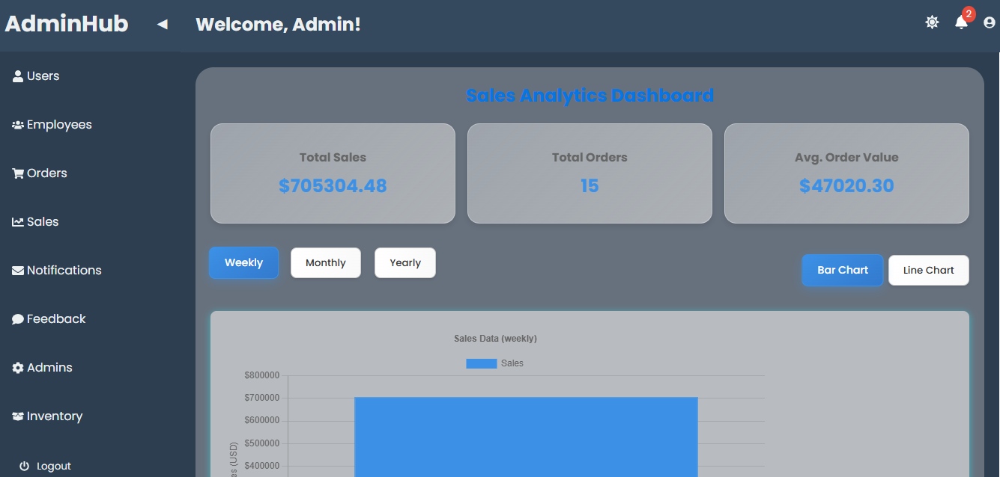 AdminHub
Welcome, Admin!
2
Users
Employees
Orders
Sales
Notifications
Feedback
Admins
Inventory
Logout
Sales Analytics Dashboard
Total Sales
$705304.48
Total Orders
15
Avg. Order Value
$47020.30
Weekly
Monthly
Yearly
Bar Chart
Line Chart
Sales Data (weekly)
Sales
$800000
$700000
$600000
$500000
$400000
(USD)